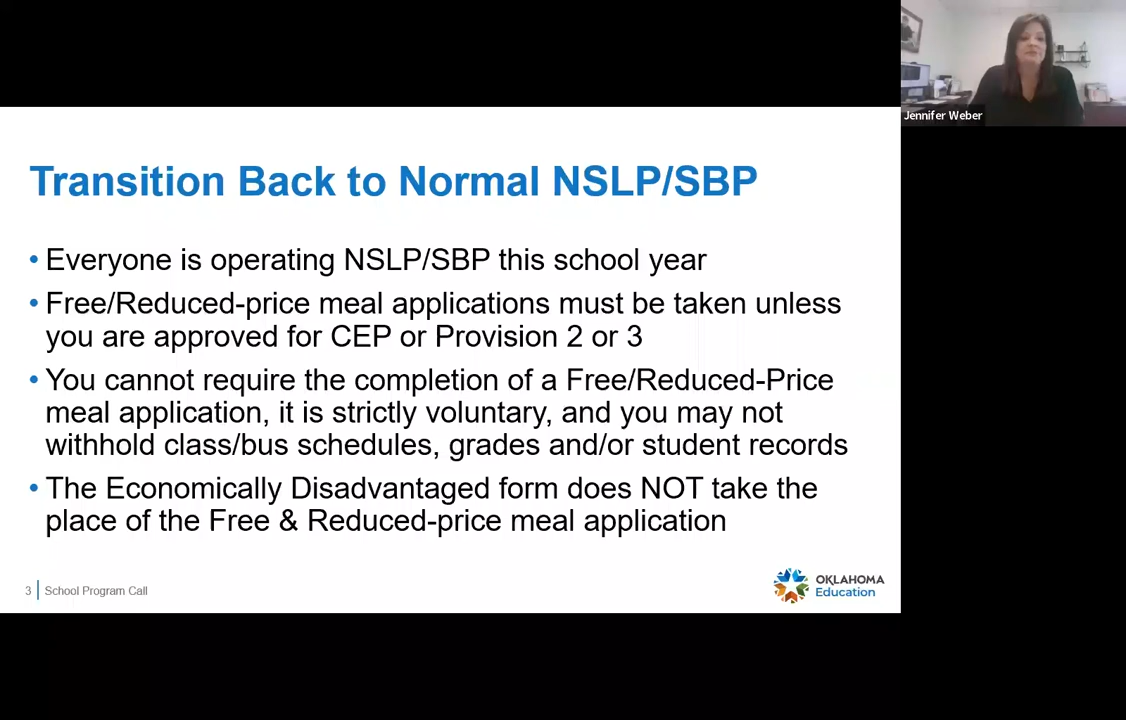 Jennifer Weber
Transition Back to Normal NSLP/SBP
• Everyone is operating NSLP/SBP this school year
• Free/Reduced-price meal applications must be taken unless
you are approved for CEP or Provision 2 or 3
• You cannot require the completion of a Free/Reduced-Price
meal application, it is strictly voluntary, and you may not
withhold class/bus schedules, grades and/or student records
• The Economically Disadvantaged form does NOT take the
place of the Free & Reduced-price meal application
3 School Program Call
OKLAHOMA
Education